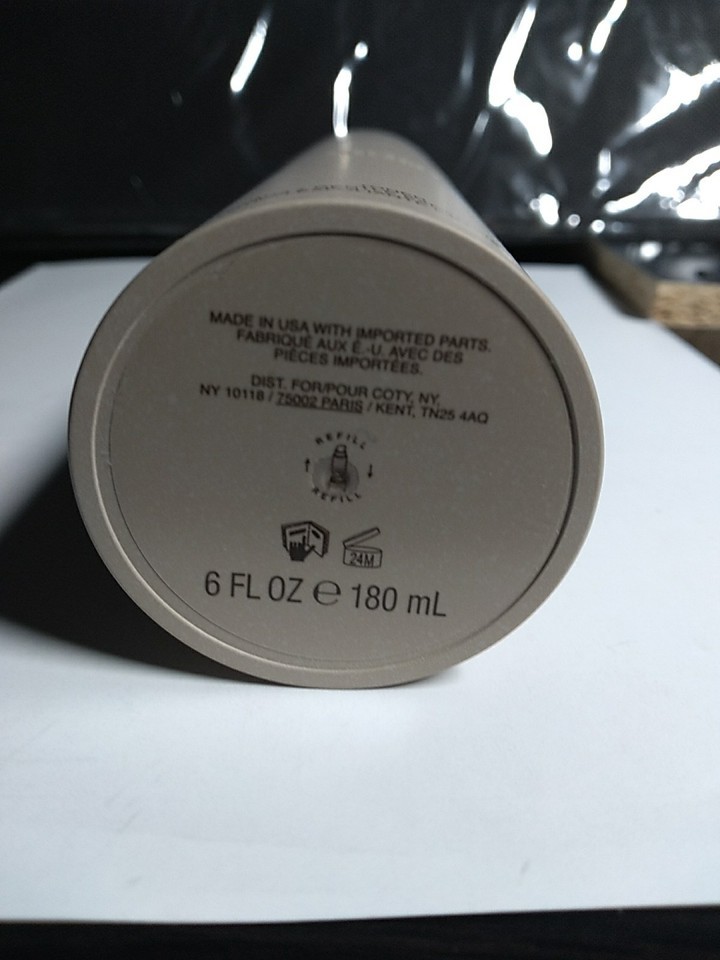 MADE IN USA WITH IMPORTED PARTS.
FABRIQUÉ AUX É.-U. AVEC DES
PIÈCES IMPORTÉES.
DIST. FOR/POUR COTY, NY,
NY 10118 / 75002 PARIS / KENT, TN25 4AQ
REFILL
REFILL
24M
6 FL OZ ℮ 180 mL